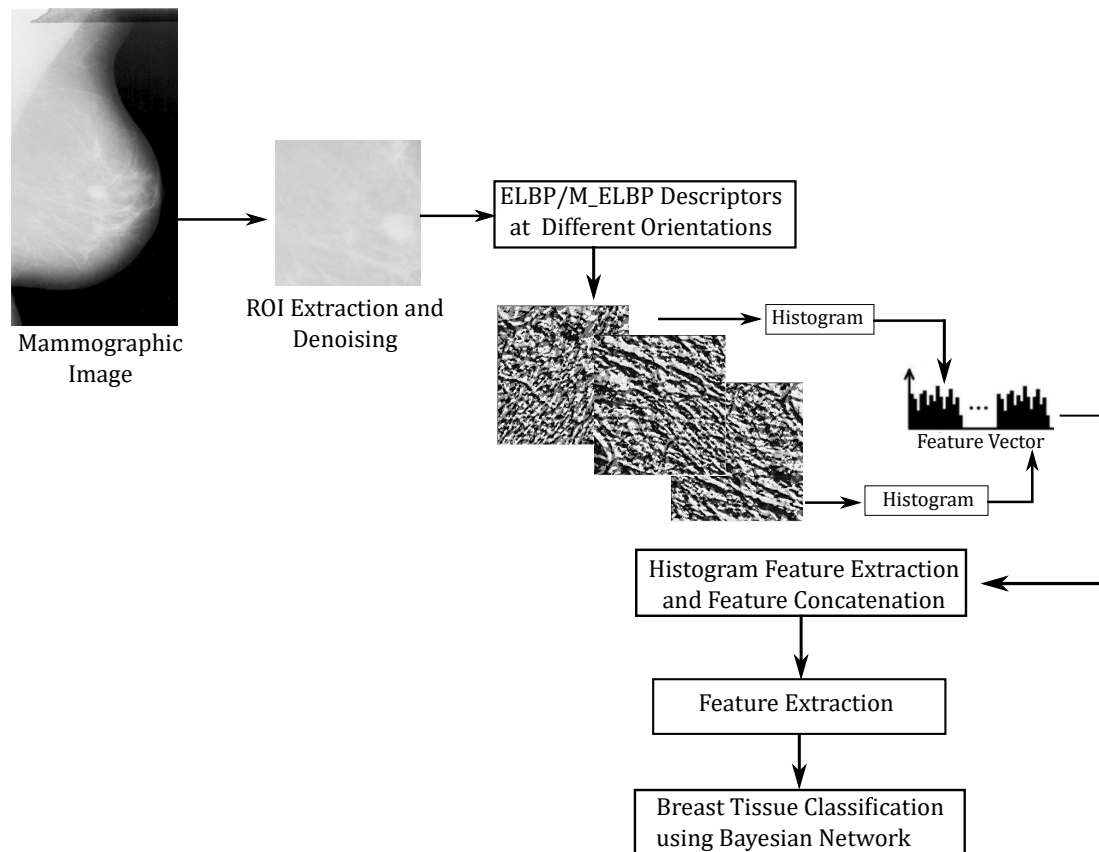 Mammographic
Image
ROI Extraction and
Denoising
ELBP/M_ELBP Descriptors
at Different Orientations
Histogram
Feature Vector
Histogram
Histogram Feature Extraction
and Feature Concatenation
Feature Extraction
Breast Tissue Classification
using Bayesian Network